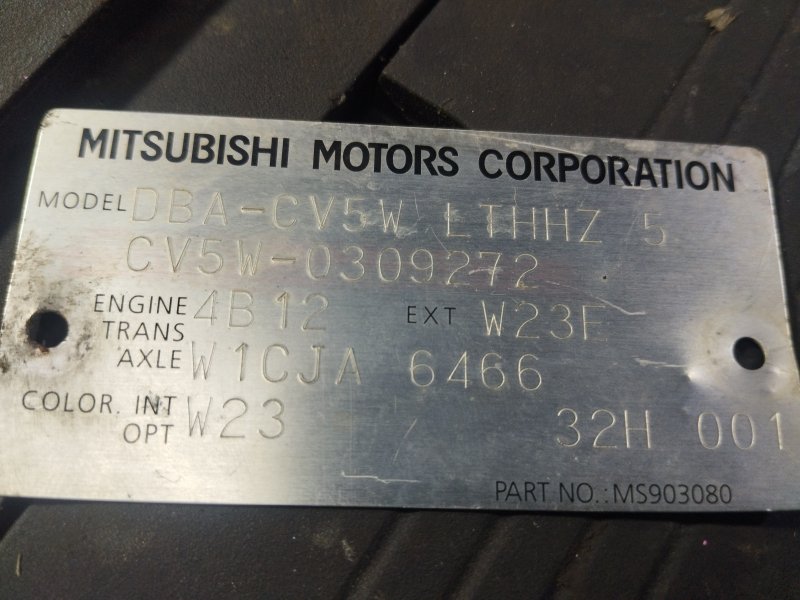 MITSUBISHI MOTORS CORPORATION
MODEL DBA-CV5W LTHHZ 5
CV5W-0309272
ENGINE 4B12 EXT W23E
TRANS
AXLE W1CJA 6466
COLOR. INT W23 32H 001
OPT
PART NO.:MS903080